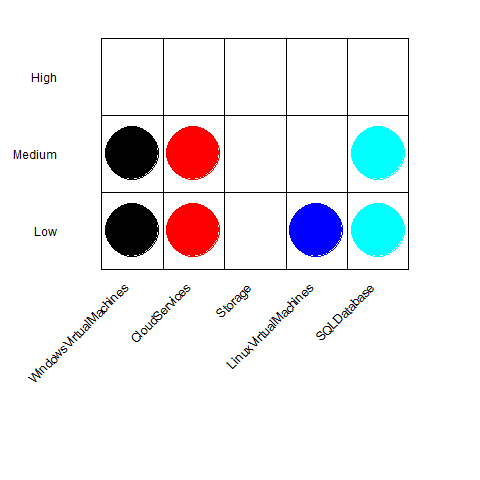 High
Medium
Low
WindowsVirtualMachines
CloudServices
Storage
LinuxVirtualMachines
SQLDatabase